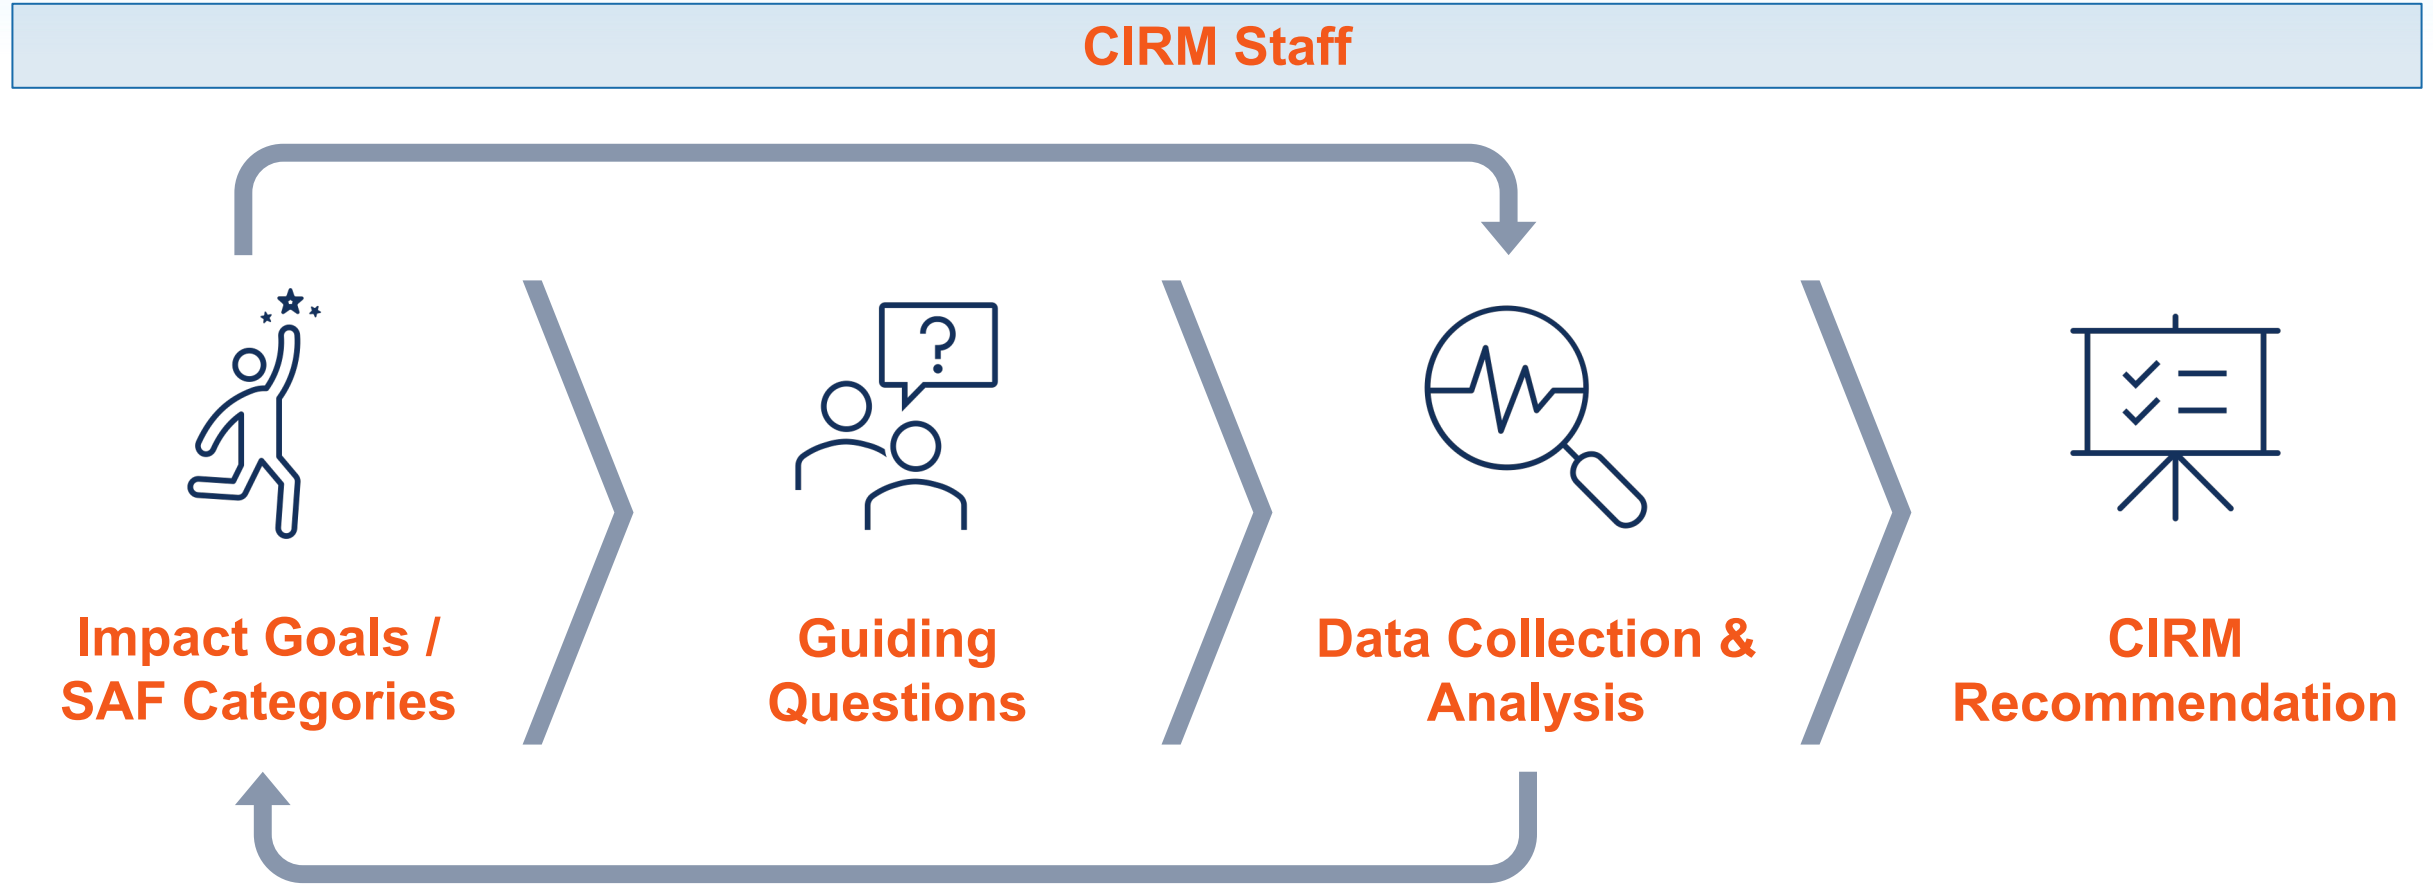 CIRM Staff
?
Impact Goals /
SAF Categories
Guiding
Questions
Data Collection &
Analysis
CIRM
Recommendation